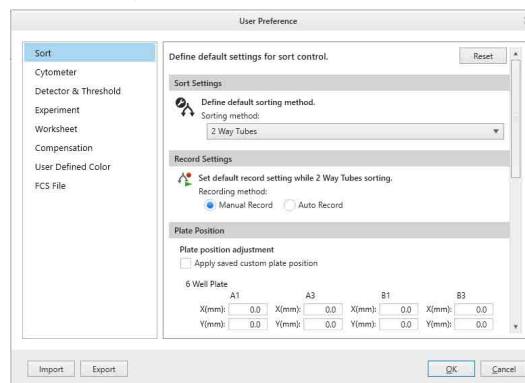 User Preference
Sort
Cytometer
Detector & Threshold
Experiment
Worksheet
Compensation
User Defined Color
FCS File
Define default settings for sort control.
Reset
Sort Settings
Define default sorting method.
Sorting method:
2 Way Tubes
Record Settings
Set default record setting while 2 Way Tubes sorting.
Recording method:
Manual Record Auto Record
Plate Position
Plate position adjustment
Apply saved custom plate position
6 Well Plate
A1 A3 B1 B3
X(mm): 0.0 X(mm): 0.0 X(mm): 0.0 X(mm): 0.0
Y(mm): 0.0 Y(mm): 0.0 Y(mm): 0.0 Y(mm): 0.0
Import Export OK Cancel